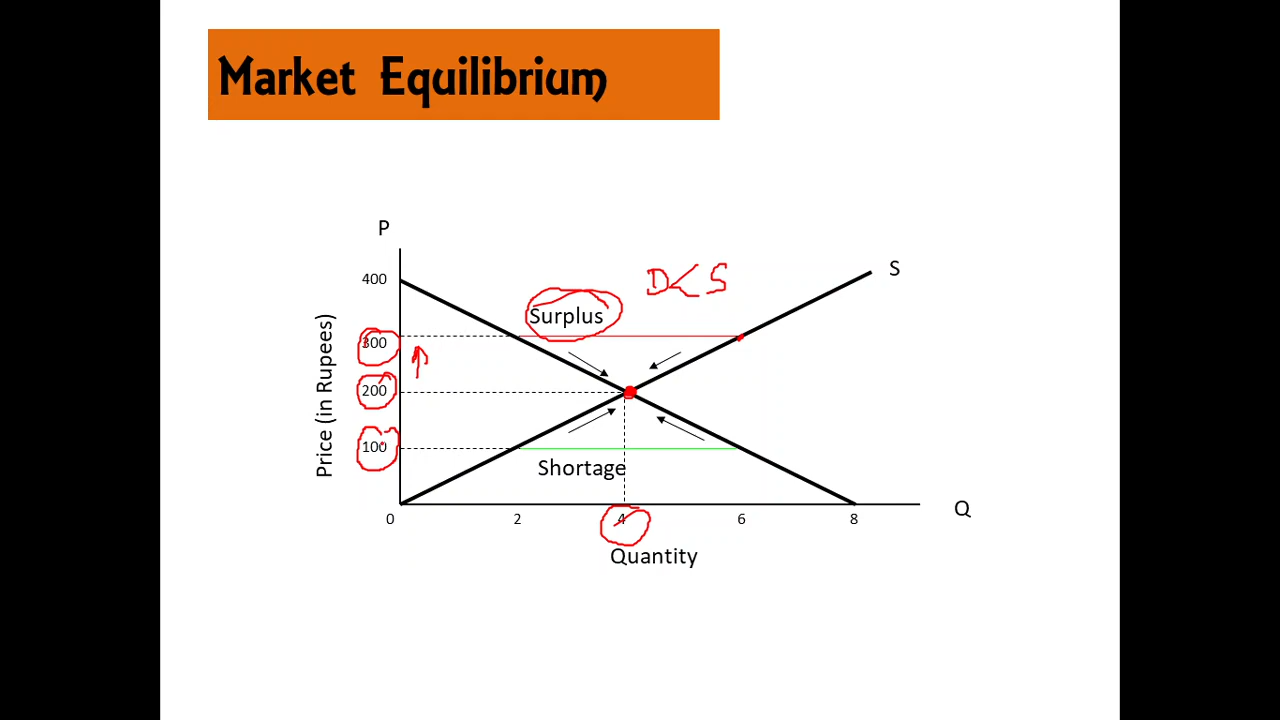 Market Equilibrium
P
400
D<S
S
Surplus
300
200
100
Shortage
Price (in Rupees)
0 2 4 6 8
Q
Quantity